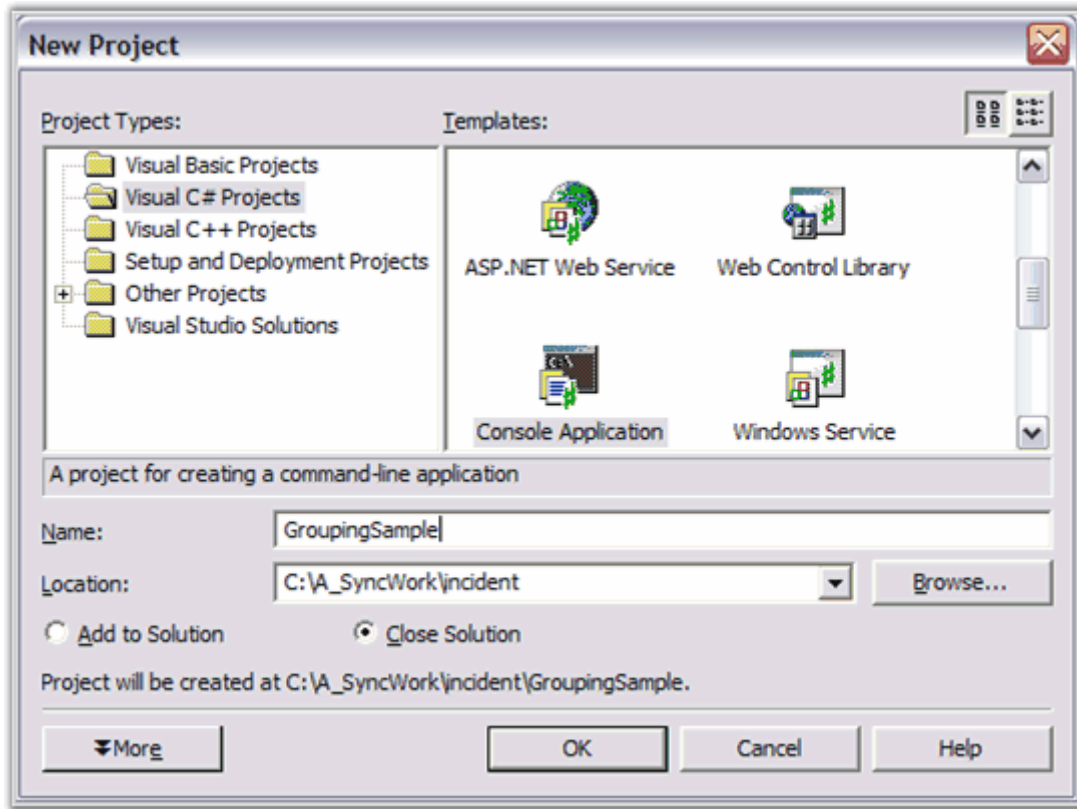 New Project
Project Types:
Templates:
Visual Basic Projects
Visual C# Projects
Visual C++ Projects
Setup and Deployment Projects
Other Projects
Visual Studio Solutions
ASP.NET Web Service
Web Control Library
Console Application
Windows Service
A project for creating a command-line application
Name:
GroupingSample
Location:
C:\A_SyncWork\incident
Browse...
Add to Solution
Close Solution
Project will be created at C:\A_SyncWork\incident\GroupingSample.
More
OK
Cancel
Help